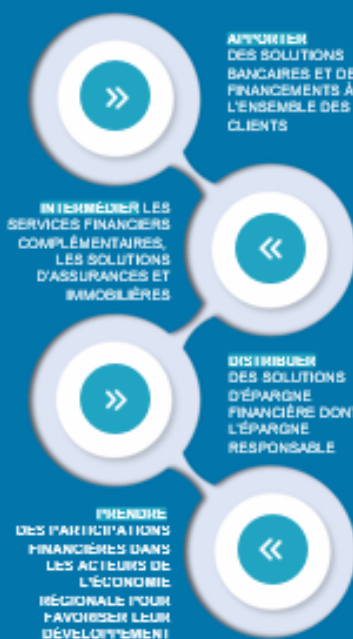 APPORTER
DES SOLUTIONS
BANCAIRES ET DE
FINANCEMENTS À
L'ENSEMBLE DES
CLIENTS
INTERMÉDIER LES
SERVICES FINANCIERS
COMPLÉMENTAIRES,
LES SOLUTIONS
D'ASSURANCES ET
IMMOBILIÈRES
DISTRIBUER
DES SOLUTIONS
D'ÉPARGNE
FINANCIÈRE DONT
L'ÉPARGNE
RESPONSABLE
PRENDRE
DES PARTICIPATIONS
FINANCIÈRES DANS
LES ACTEURS DE
L'ÉCONOMIE
RÉGIONALE POUR
FAVORISER LEUR
DÉVELOPPEMENT